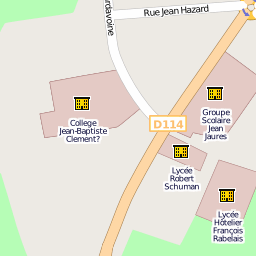 Rue Jean Hazard
ardavoine
College
Jean-Baptiste
Clement?
D114
Groupe
Scolaire
Jean
Jaures
Lycée
Robert
Schuman
Lycée
Hôtelier
François
Rabelais